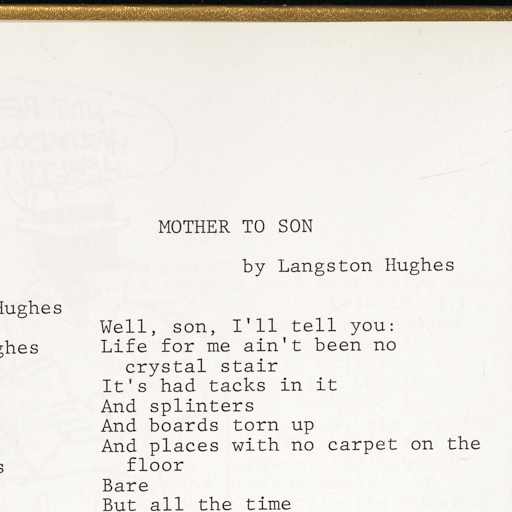 MOTHER TO SON
by Langston Hughes
Hughes
ghes
s
Well, son, I'll tell you:
Life for me ain't been no
crystal stair
It's had tacks in it
And splinters
And boards torn up
And places with no carpet on the
floor
Bare
But all the time